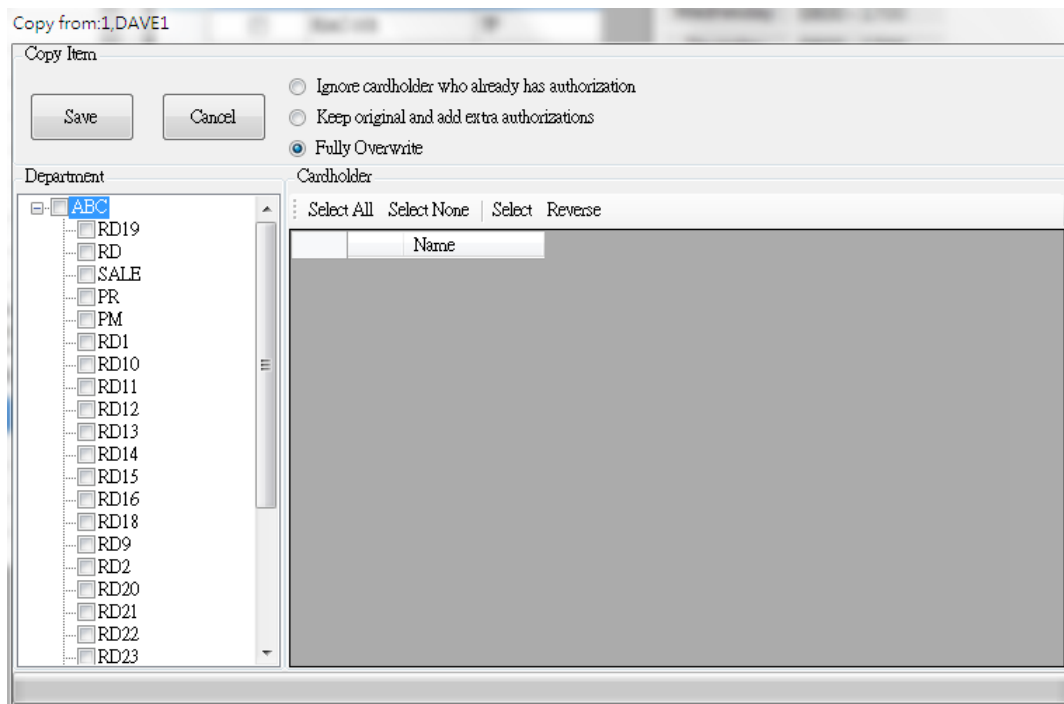 Copy from:1,DAVE1
Copy Item
Save
Cancel
Ignore cardholder who already has authorization
Keep original and add extra authorizations
Fully Overwrite
Department
ABC
RD19
RD
SALE
PR
PM
RD1
RD10
RD11
RD12
RD13
RD14
RD15
RD16
RD18
RD9
RD2
RD20
RD21
RD22
RD23
Cardholder
Select All Select None Select Reverse
Name